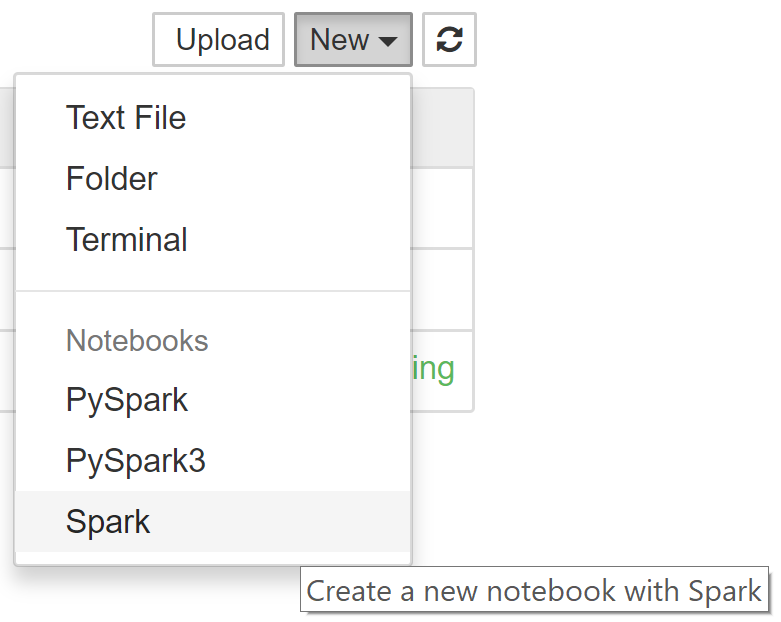 Upload New
Text File
Folder
Terminal
Notebooks
ing
PySpark
PySpark3
Spark
Create a new notebook with Spark